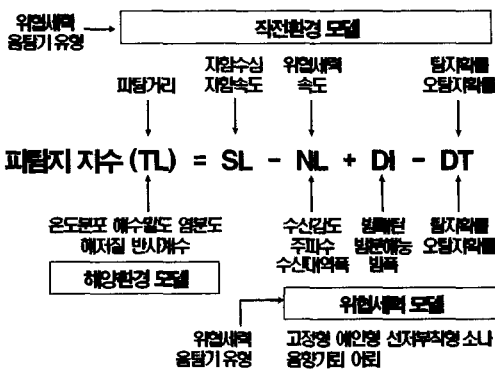 위협세력
음탐기 유형
작전환경 모델
피탐거리
자함수심
자함속도
위협세력
속도
탐지확률
오탐지확률
피탐지 지수 (TL) = SL - NL + DI - DT
온도분포 해수밀도 염분도
해저질 반사계수
수신감도
주파수
수신대역폭
빔패턴
빔분해능
빔폭
탐지확률
오탐지확률
해양환경 모델
위협세력 모델
위협세력
음탐기 유형
고정형 예인형 선저부착형 소나
음향기뢰 어뢰